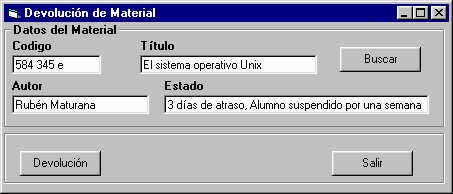 Devolución de Material
Datos del Material
Codigo Título
584 345 e El sistema operativo Unix Buscar
Autor Estado
Rubén Maturana 3 días de atraso, Alumno suspendido por una semana
Devolución Salir